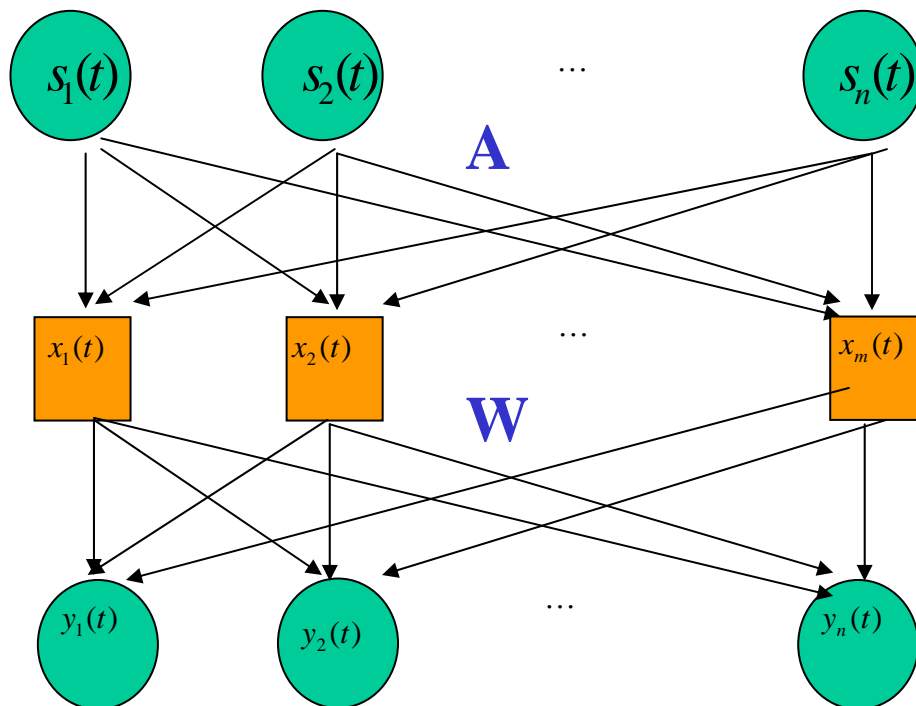 s₁(t) s₂(t) ... sₙ(t)
A
x₁(t) x₂(t) ... xₘ(t)
W
y₁(t) y₂(t) ... yₙ(t)